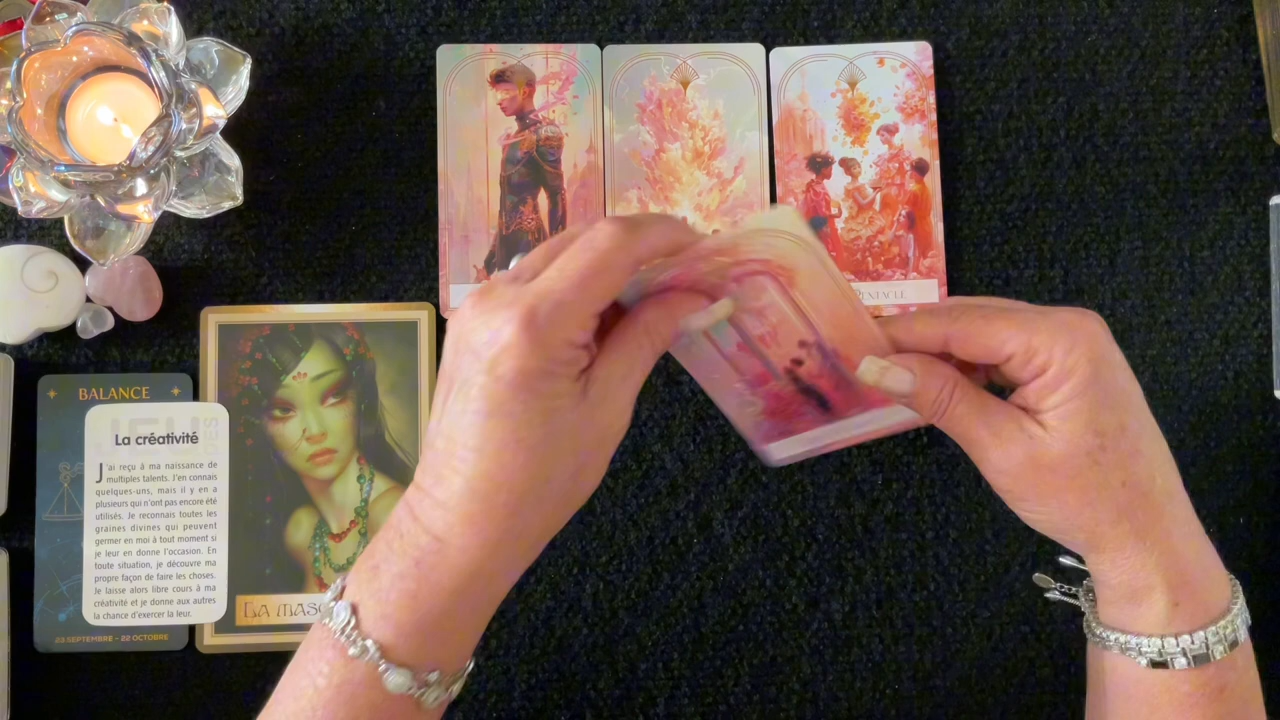 PENTACLE
BALANCE
La créativité
J'ai reçu à ma naissance de
multiples talents. J'en connais
quelques-uns, mais il y en a
plusieurs qui n'ont pas encore été
utilisés. Je reconnais toutes les
graines divines qui peuvent
germer en moi à tout moment si
je leur en donne l'occasion. En
toute situation, je découvre ma
propre façon de faire les choses.
Je laisse alors libre cours à ma
créativité et je donne aux autres
la chance d'exercer la leur.
23 SEPTEMBRE - 22 OCTOBRE
La